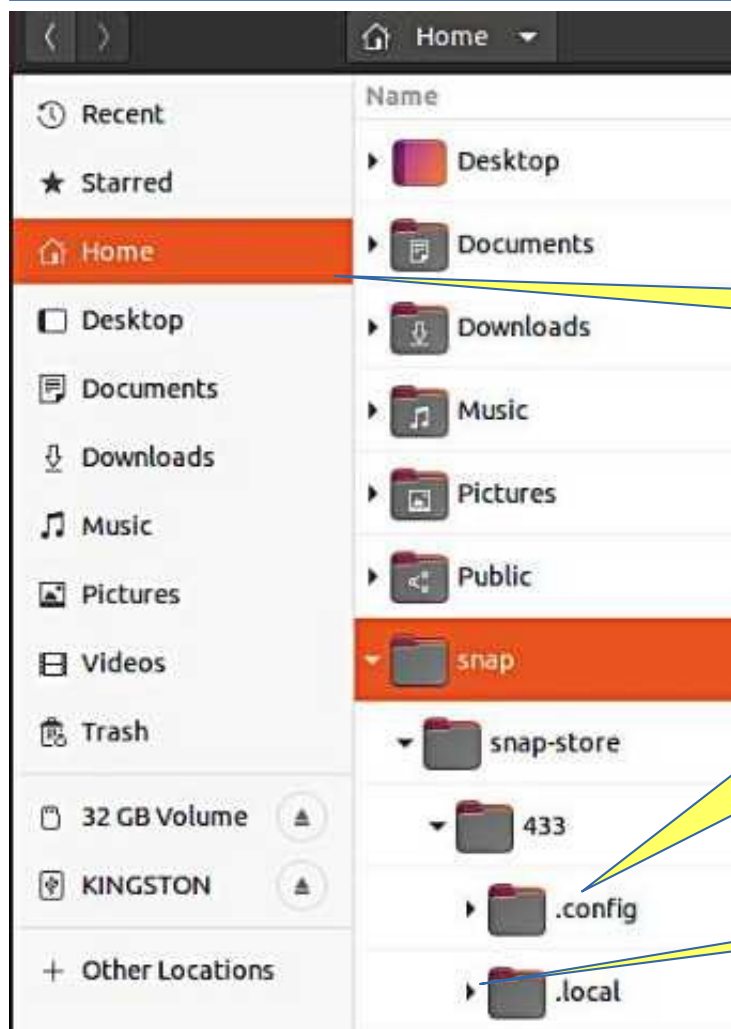 Home
Recent
Starred
Home
Desktop
Documents
Downloads
Music
Pictures
Videos
Trash
32 GB Volume
KINGSTON
+ Other Locations
Name
Desktop
Documents
Downloads
Music
Pictures
Public
snap
snap-store
433
.config
.local